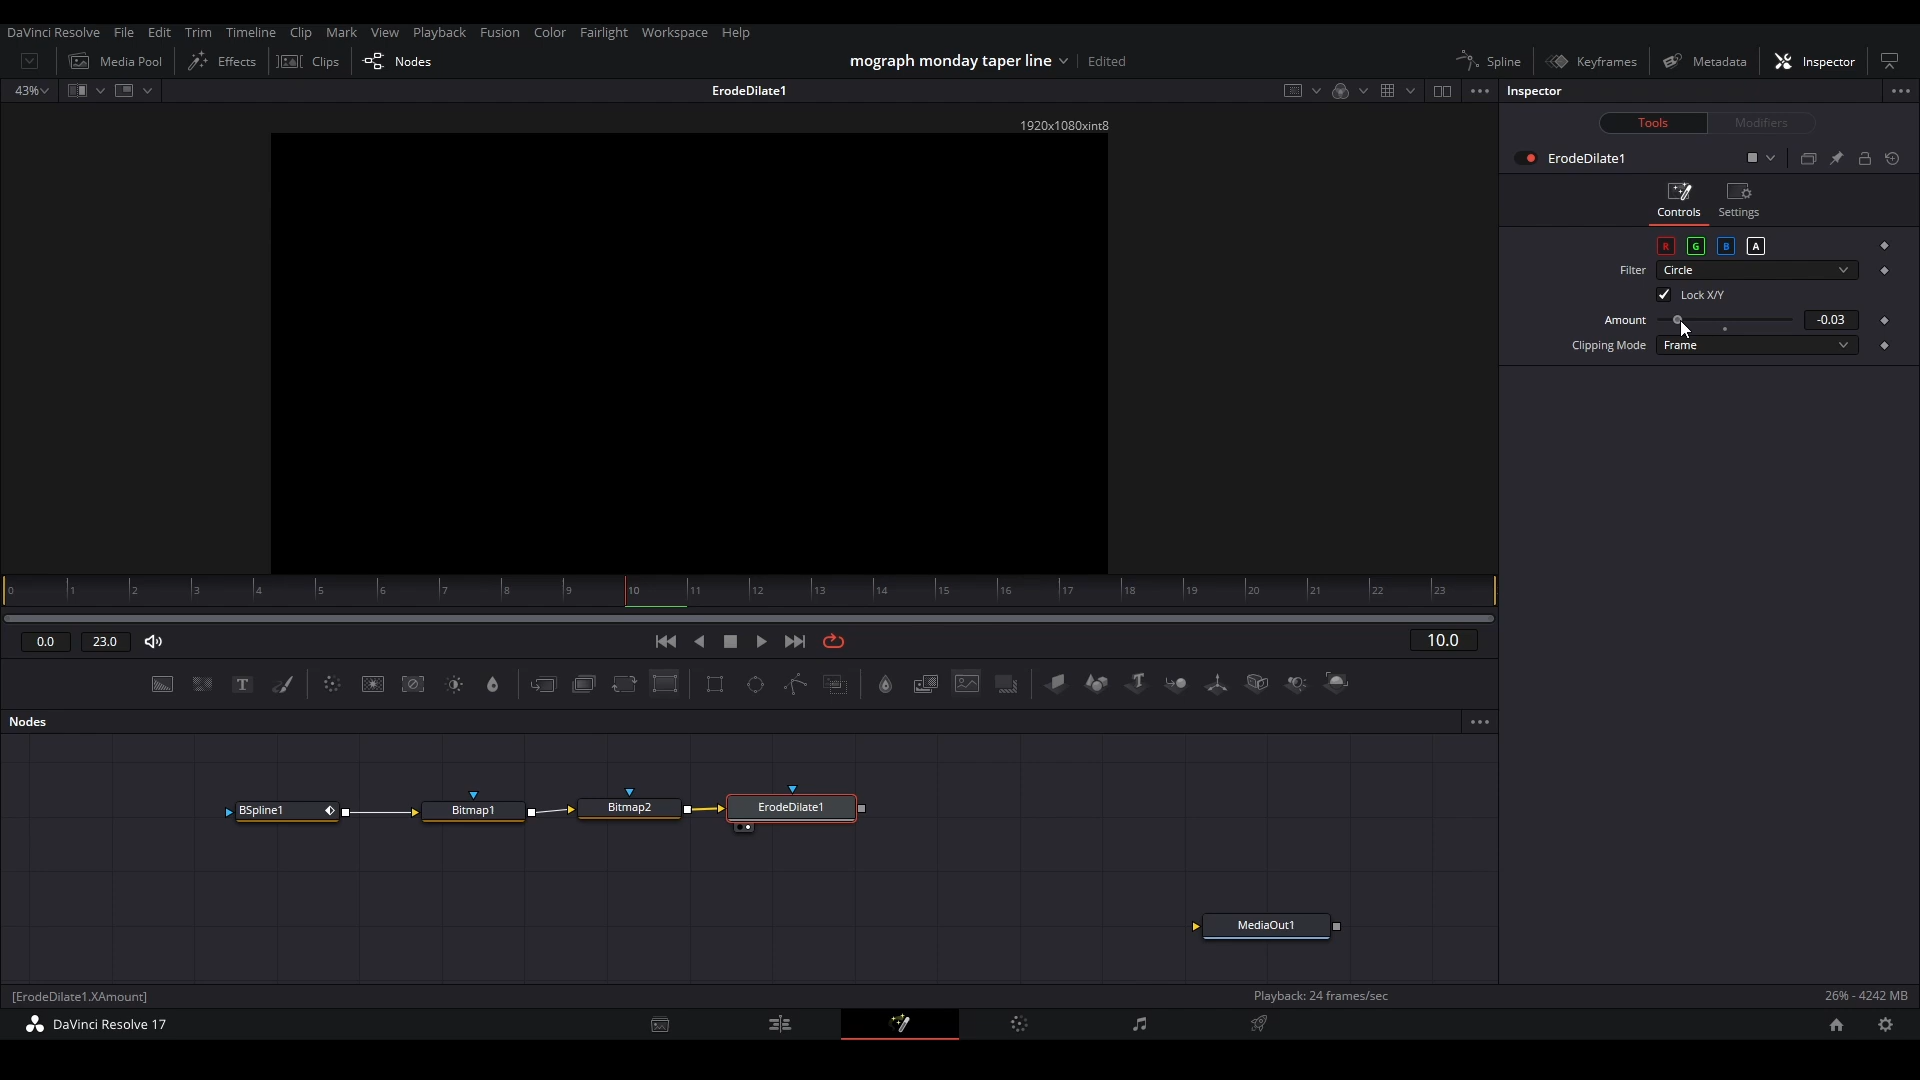 DaVinci Resolve File Edit Trim Timeline Clip Mark View Playback Fusion Color Fairlight Workspace Help
Media Pool Effects Clips Nodes mograph monday taper line Edited Spline Keyframes Metadata Inspector
43% ErodeDilate1 Inspector
1920x1080xint8
Tools Modifiers
ErodeDilate1
Controls Settings
R G B A
Filter Circle
Lock X/Y
Amount -0.03
Clipping Mode Frame
0 1 2 3 4 5 6 7 8 9 10 11 12 13 14 15 16 17 18 19 20 21 22 23
0.0 23.0 10.0
T
Nodes
BSpline1 Bitmap1 Bitmap2 ErodeDilate1
MediaOut1
[ErodeDilate1.XAmount] Playback: 24 frames/sec 26% - 4242 MB
DaVinci Resolve 17